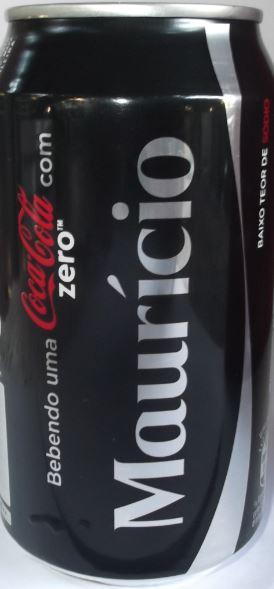 Bebendo uma Coca-Cola com
zero™
Maurício
BAIXO TEOR DE SÓDIO